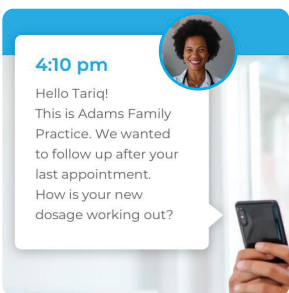 4:10 pm
Hello Tariq!
This is Adams Family
Practice. We wanted
to follow up after your
last appointment.
How is your new
dosage working out?